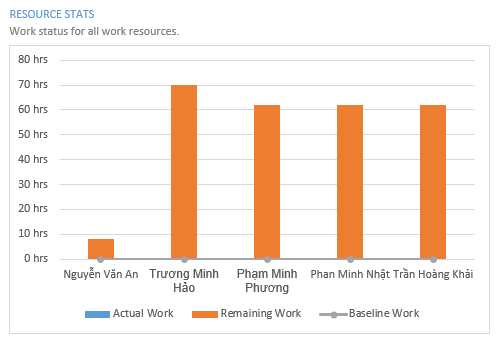 RESOURCE STATS
Work status for all work resources.
80 hrs
70 hrs
60 hrs
50 hrs
40 hrs
30 hrs
20 hrs
10 hrs
0 hrs
Nguyễn Văn An
Trương Minh
Hảo
Phạm Minh
Phương
Phan Minh Nhật
Trần Hoàng Khải
Actual Work
Remaining Work
Baseline Work